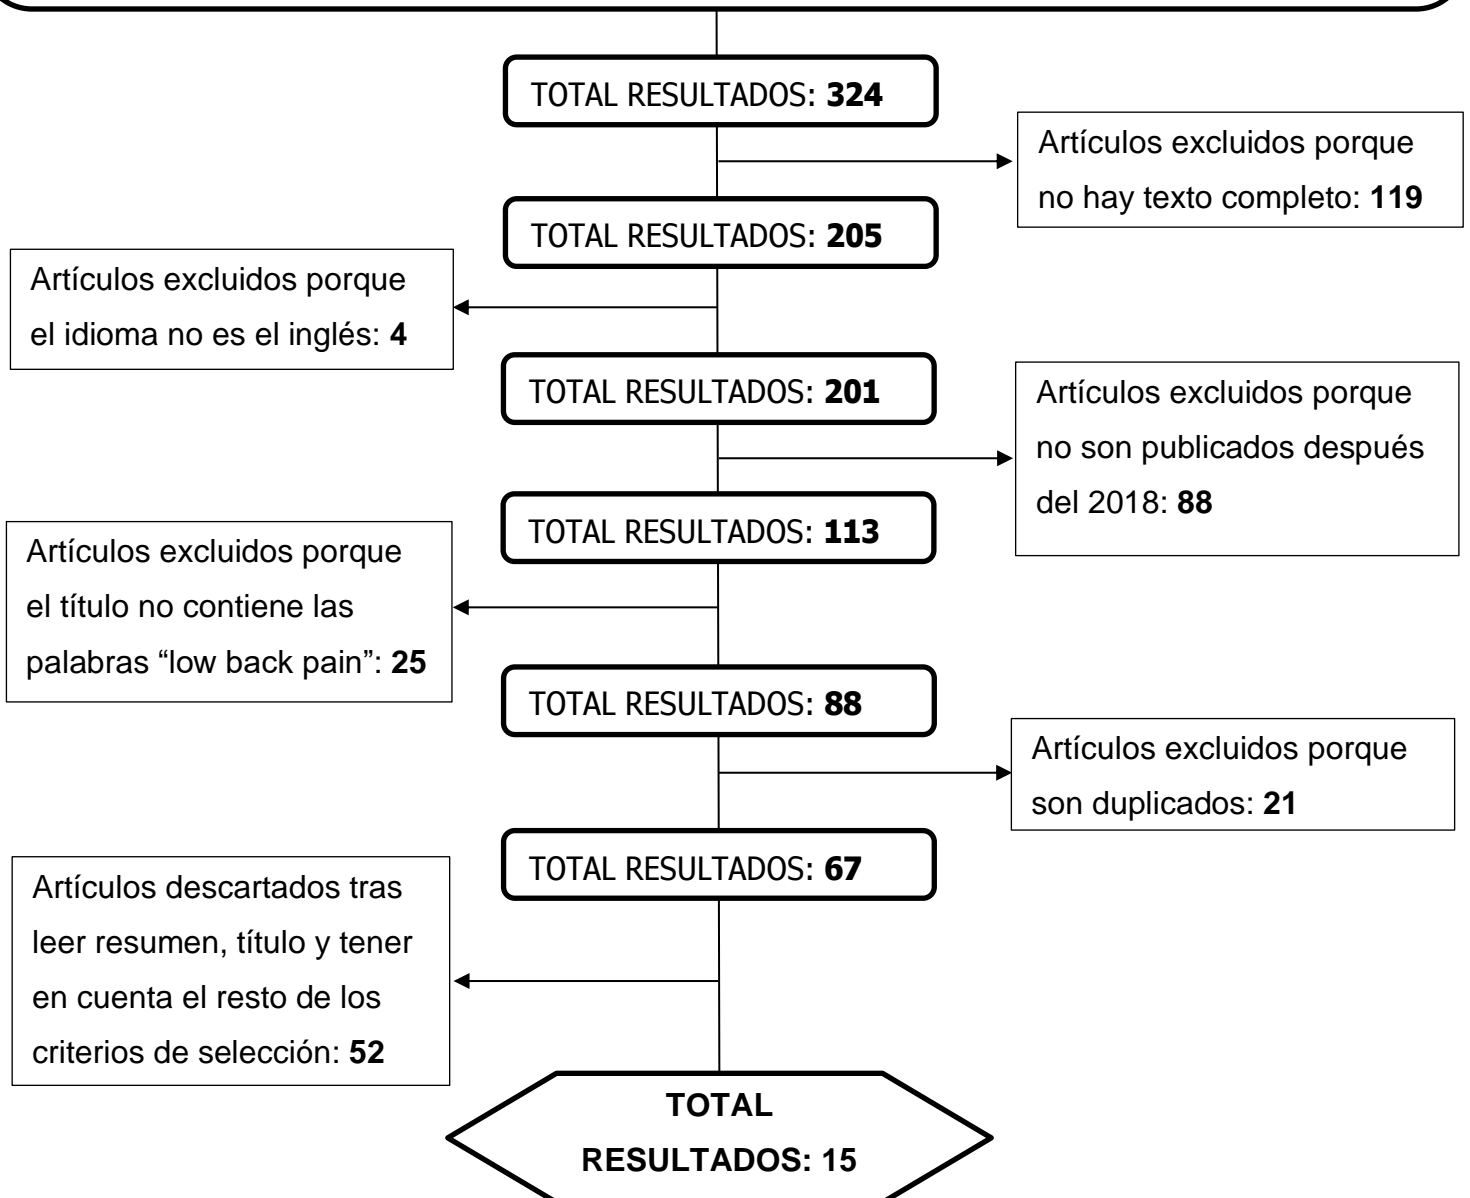 TOTAL RESULTADOS: 324
Artículos excluidos porque
no hay texto completo: 119
TOTAL RESULTADOS: 205
Artículos excluidos porque
el idioma no es el inglés: 4
TOTAL RESULTADOS: 201
Artículos excluidos porque
no son publicados después
del 2018: 88
TOTAL RESULTADOS: 113
Artículos excluidos porque
el título no contiene las
palabras “low back pain”: 25
TOTAL RESULTADOS: 88
Artículos excluidos porque
son duplicados: 21
TOTAL RESULTADOS: 67
Artículos descartados tras
leer resumen, título y tener
en cuenta el resto de los
criterios de selección: 52
TOTAL
RESULTADOS: 15